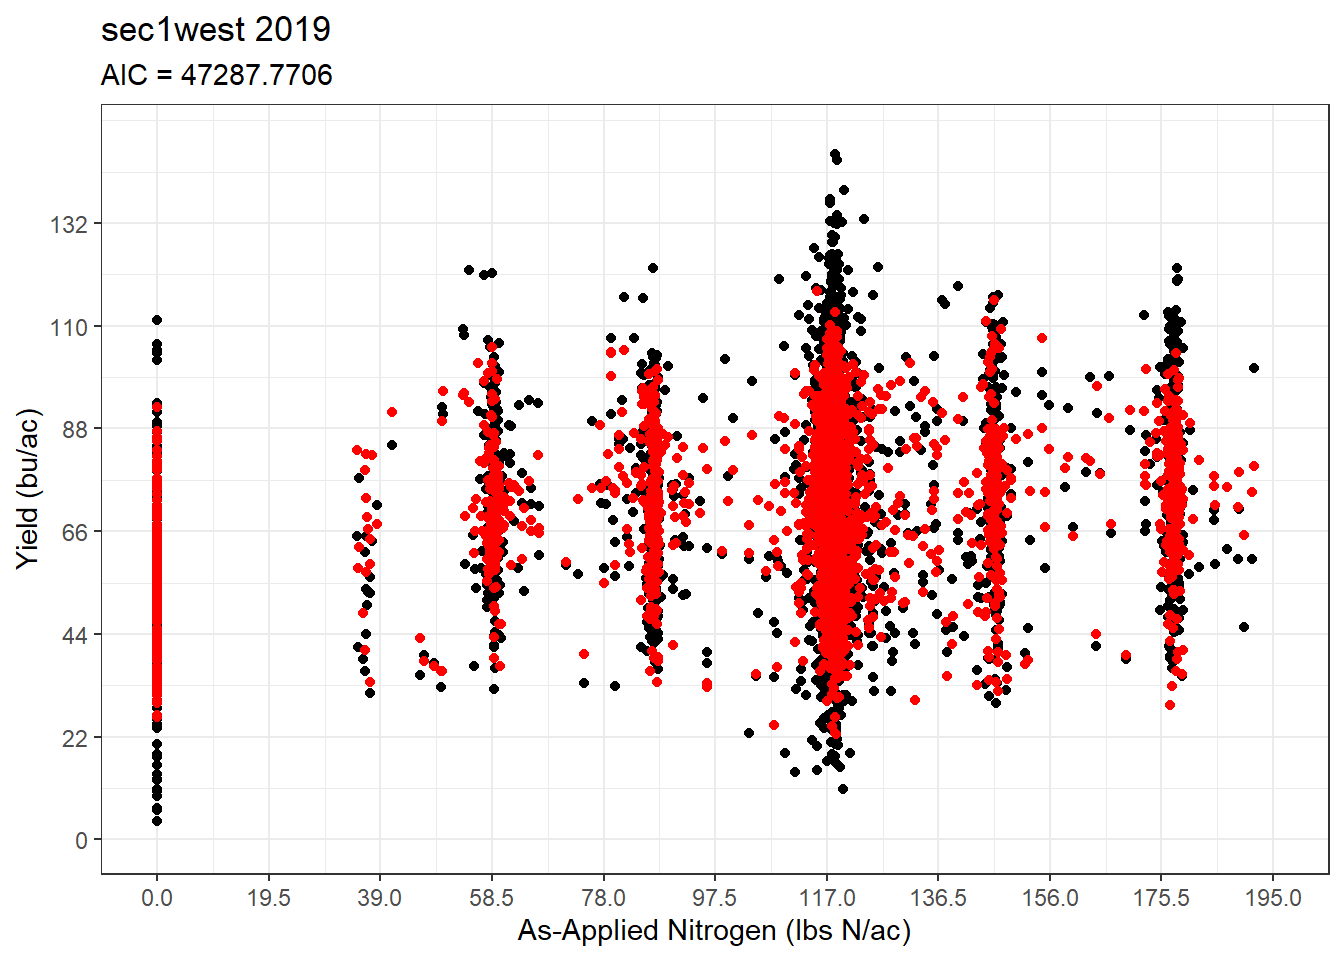 sec1west 2019
AIC = 47287.7706
Yield (bu/ac)
132
110
88
66
44
22
0
0.0 19.5 39.0 58.5 78.0 97.5 117.0 136.5 156.0 175.5 195.0
As-Applied Nitrogen (lbs N/ac)